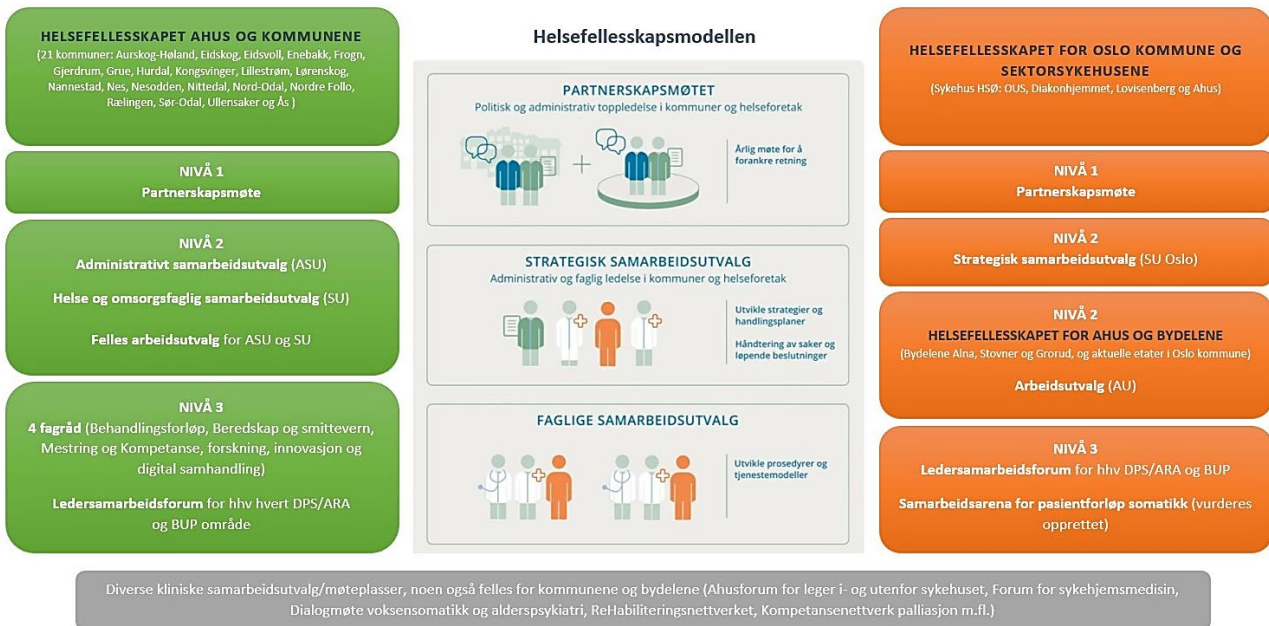 HELSEFELLESSKAPET AHUS OG KOMMUNENE
(21 kommuner: Aurskog-Høland, Eidskog, Eidsvoll, Enebakk, Frogn,
Gjerdrum, Grue, Hurdal, Kongsvinger, Lillestrøm, Lørenskog,
Nannestad, Nes, Nesodden, Nittedal, Nord-Odal, Nordre Follo,
Rælingen, Sør-Odal, Ullensaker og Ås )
NIVÅ 1
Partnerskapsmøte
NIVÅ 2
Administrativt samarbeidsutvalg (ASU)
Helse og omsorgsfaglig samarbeidsutvalg (SU)
Felles arbeidsutvalg for ASU og SU
NIVÅ 3
4 fagråd (Behandlingsforløp, Beredskap og smittevern,
Mestring og Kompetanse, forskning, innovasjon og
digital samhandling)
Ledersamarbeidsforum for hhv hvert DPS/ARA
og BUP område
Helsefellesskapsmodellen
PARTNERSKAPSMØTET
Politisk og administrativ toppledelse i kommuner og helseforetak
Årlig møte for å
forankre retning
STRATEGISK SAMARBEIDSUTVALG
Administrativ og faglig ledelse i kommuner og helseforetak
Utvikle strategier og
handlingsplaner
Håndtering av saker og
løpende beslutninger
FAGLIGE SAMARBEIDSUTVALG
Utvikle prosedyrer og
tjenestemodeller
HELSEFELLESSKAPET FOR OSLO KOMMUNE OG
SEKTORSYKEHUSENE
(Sykehus HSØ: OUS, Diakonhjemmet, Lovisenberg og Ahus)
NIVÅ 1
Partnerskapsmøte
NIVÅ 2
Strategisk samarbeidsutvalg (SU Oslo)
NIVÅ 2
HELSEFELLESSKAPET FOR AHUS OG BYDELENE
(Bydelene Alna, Stovner og Grorud, og aktuelle etater i Oslo kommune)
Arbeidsutvalg (AU)
NIVÅ 3
Ledersamarbeidsforum for hhv DPS/ARA og BUP
Samarbeidsarena for pasientforløp somatikk (vurderes
opprettet)
Diverse kliniske samarbeidsutvalg/møteplasser, noen også felles for kommunene og bydelene (Ahusforum for leger i- og utenfor sykehuset, Forum for sykehjemsmedisin,
Dialogmøte voksensomatikk og alderspsykiatri, ReHabiliteringsnettverket, Kompetansenettverk palliasjon m.fl.)